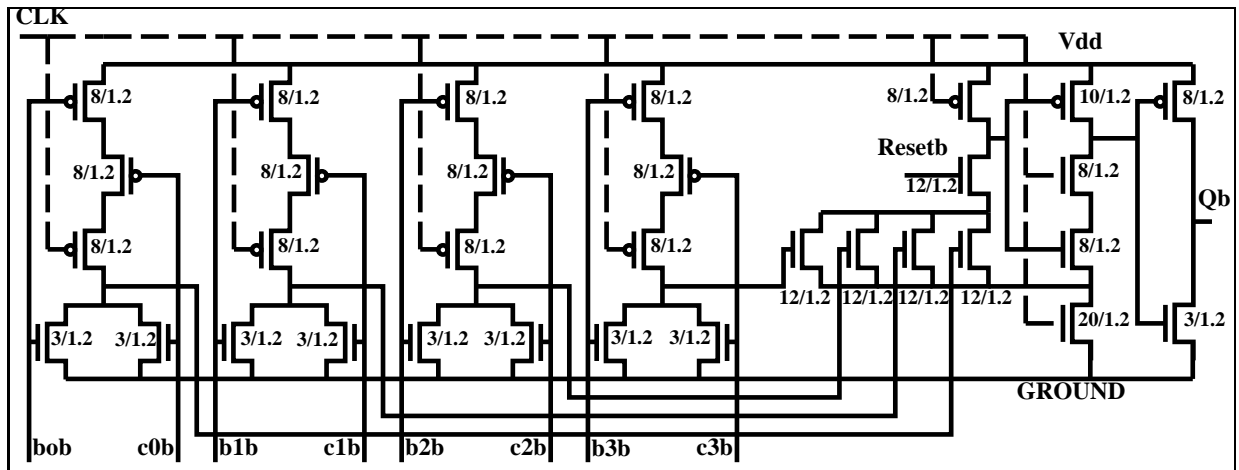 CLK
Vdd
8/1.2 8/1.2 8/1.2 8/1.2 8/1.2 10/1.2 8/1.2
Resetb
8/1.2 8/1.2 8/1.2 8/1.2 12/1.2 8/1.2
Qb
8/1.2 8/1.2 8/1.2 8/1.2 8/1.2
12/1.2 12/1.2 12/1.2 12/1.2
3/1.2 3/1.2 3/1.2 3/1.2 3/1.2 3/1.2 3/1.2 3/1.2 20/1.2 3/1.2
GROUND
bob c0b b1b c1b b2b c2b b3b c3b